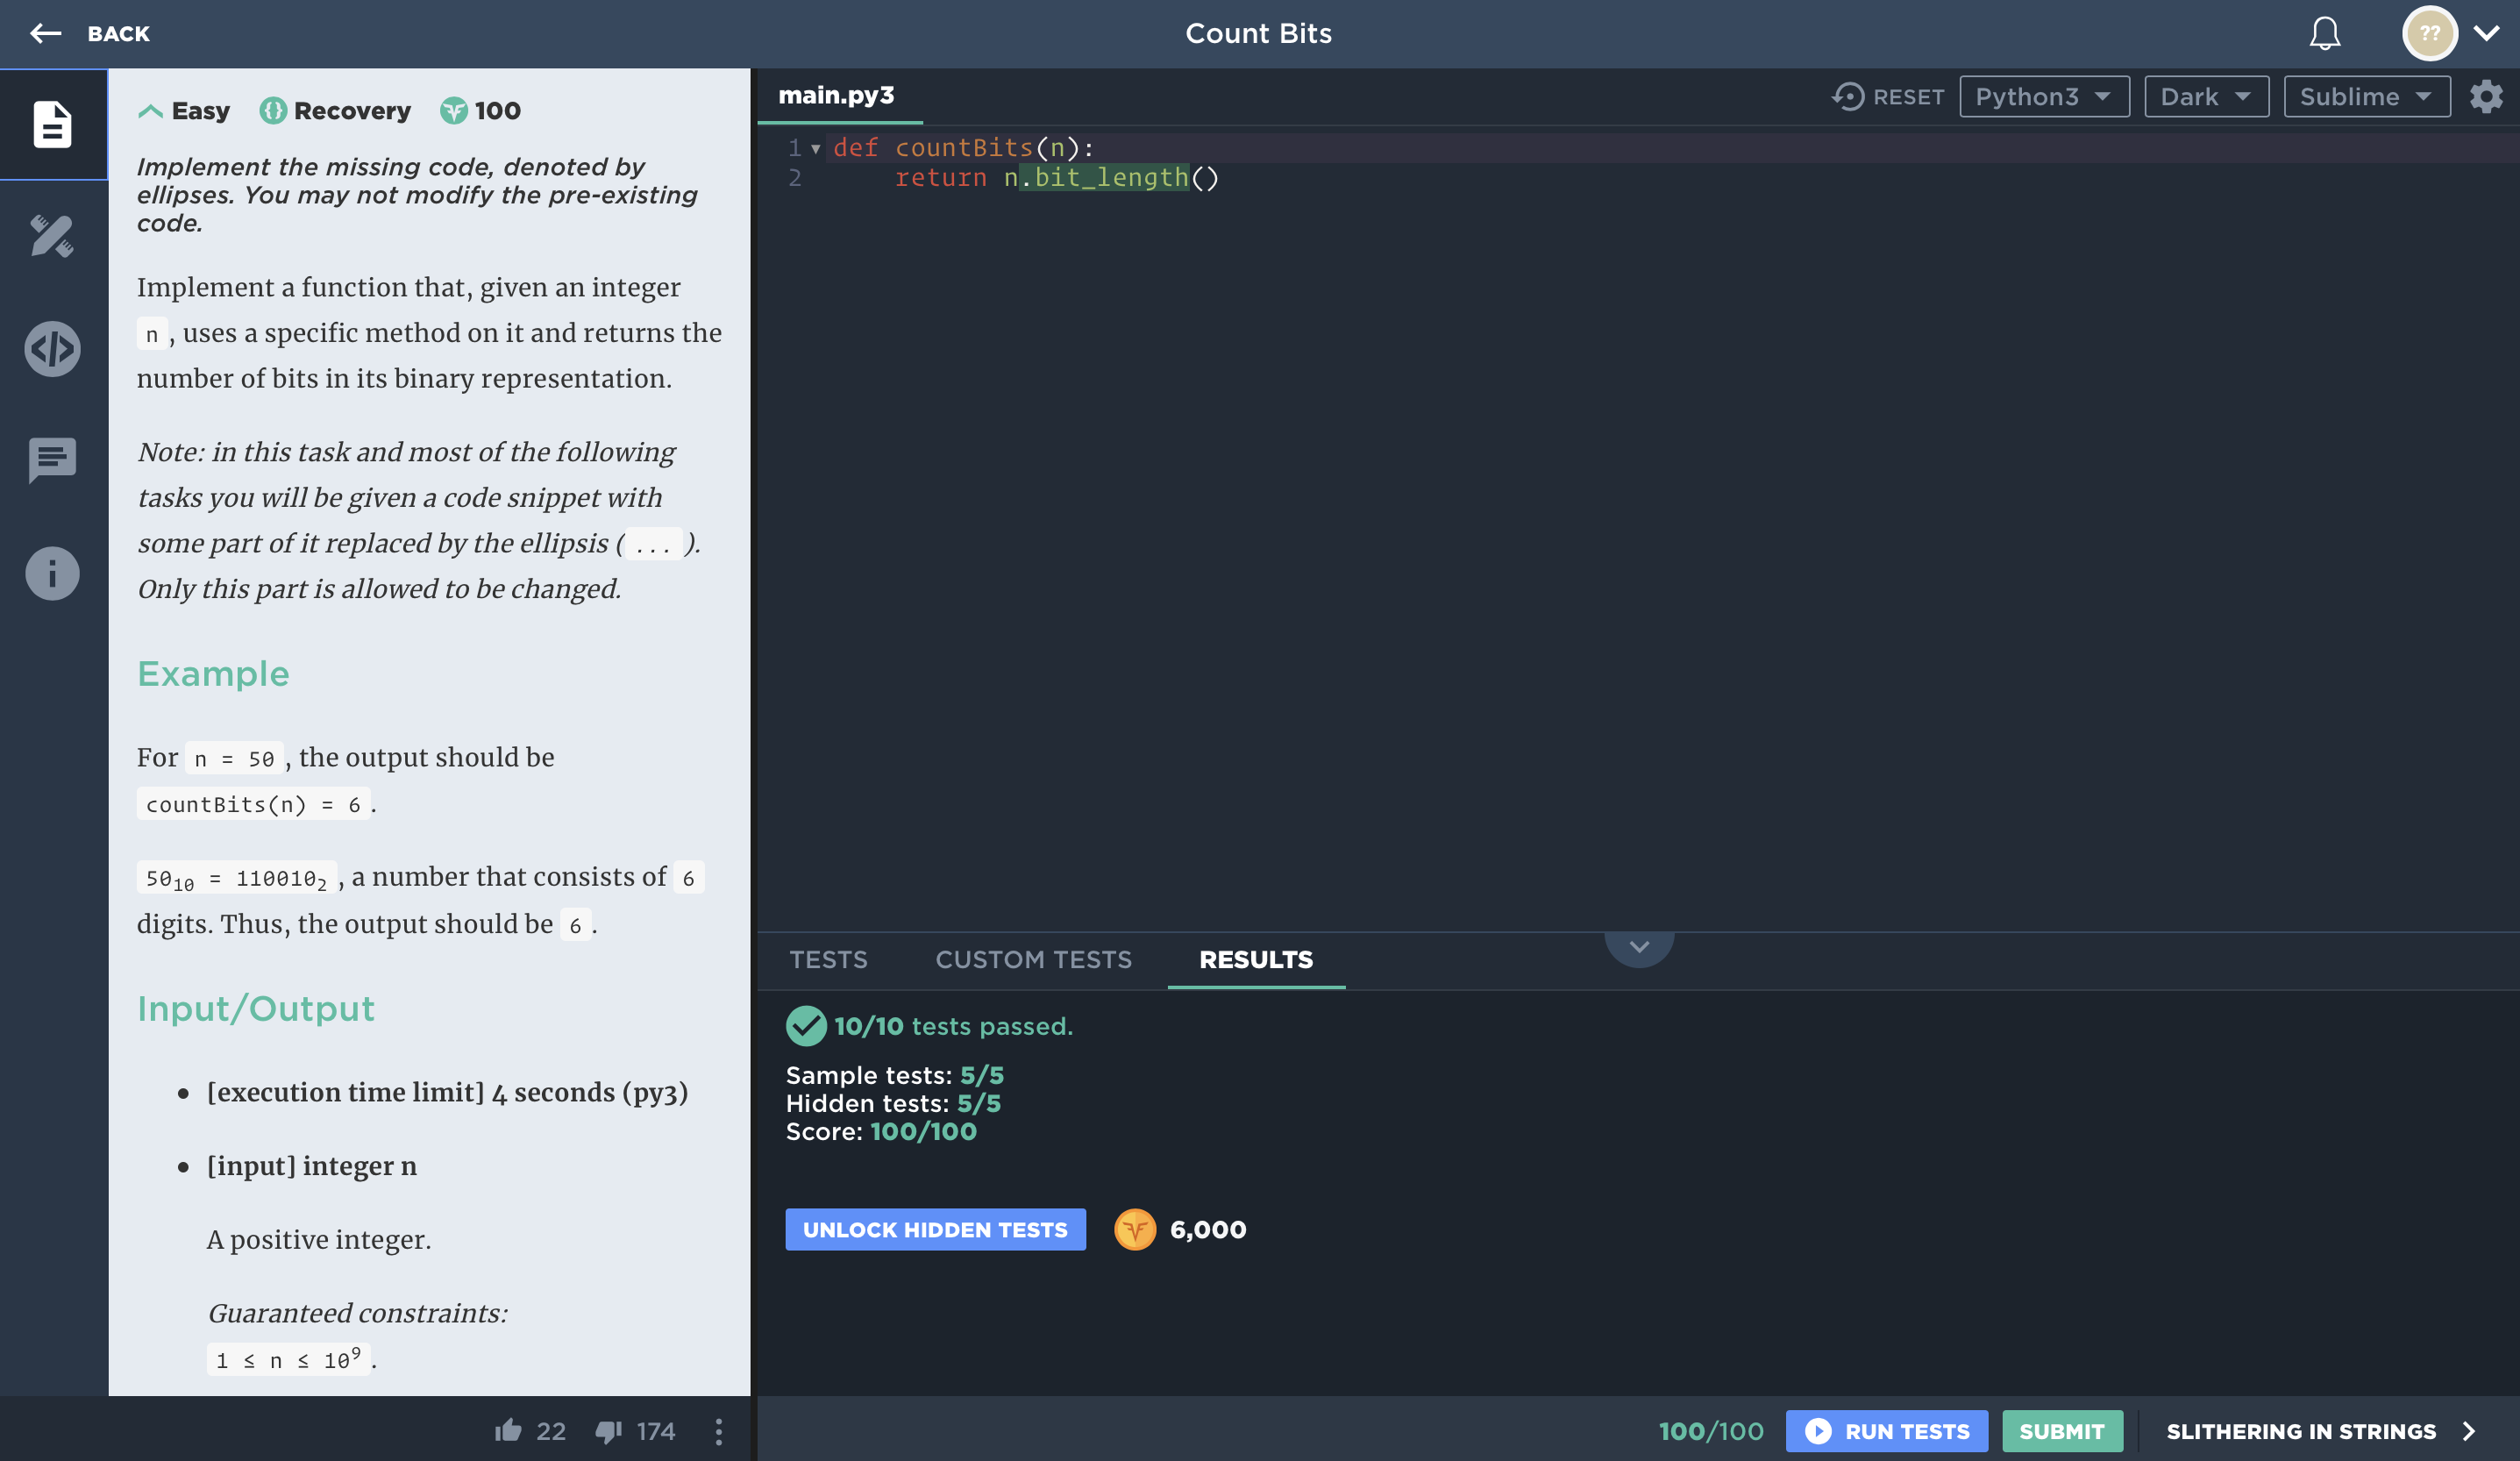 BACK
Count Bits
??
Easy Recovery 100
Implement the missing code, denoted by
ellipses. You may not modify the pre-existing
code.
Implement a function that, given an integer
n , uses a specific method on it and returns the
number of bits in its binary representation.
Note: in this task and most of the following
tasks you will be given a code snippet with
some part of it replaced by the ellipsis ( ... ).
Only this part is allowed to be changed.
Example
For n = 50 , the output should be
countBits(n) = 6 .
50₁₀ = 110010₂ , a number that consists of 6
digits. Thus, the output should be 6 .
Input/Output
• [execution time limit] 4 seconds (py3)
• [input] integer n
A positive integer.
Guaranteed constraints:
1 ≤ n ≤ 10⁹ .
22 174
main.py3
RESET Python3 Dark Sublime
1 def countBits(n):
2 return n.bit_length()
TESTS CUSTOM TESTS RESULTS
10/10 tests passed.
Sample tests: 5/5
Hidden tests: 5/5
Score: 100/100
UNLOCK HIDDEN TESTS 6,000
100/100 RUN TESTS SUBMIT SLITHERING IN STRINGS